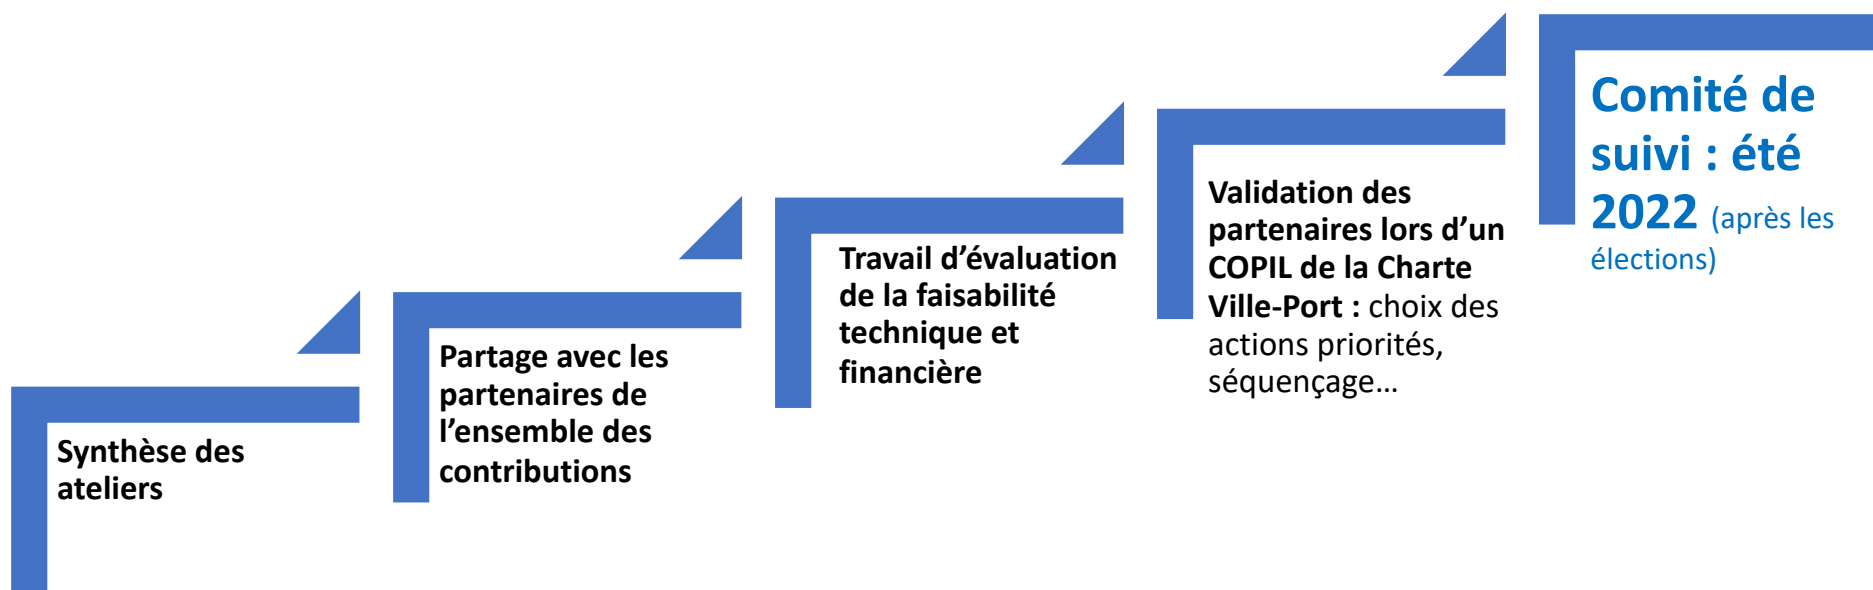 Synthèse des
ateliers
Partage avec les
partenaires de
l’ensemble des
contributions
Travail d’évaluation
de la faisabilité
technique et
financière
Validation des
partenaires lors d’un
COPIL de la Charte
Ville-Port : choix des
actions priorités,
séquençage…
Comité de
suivi : été
2022 (après les
élections)